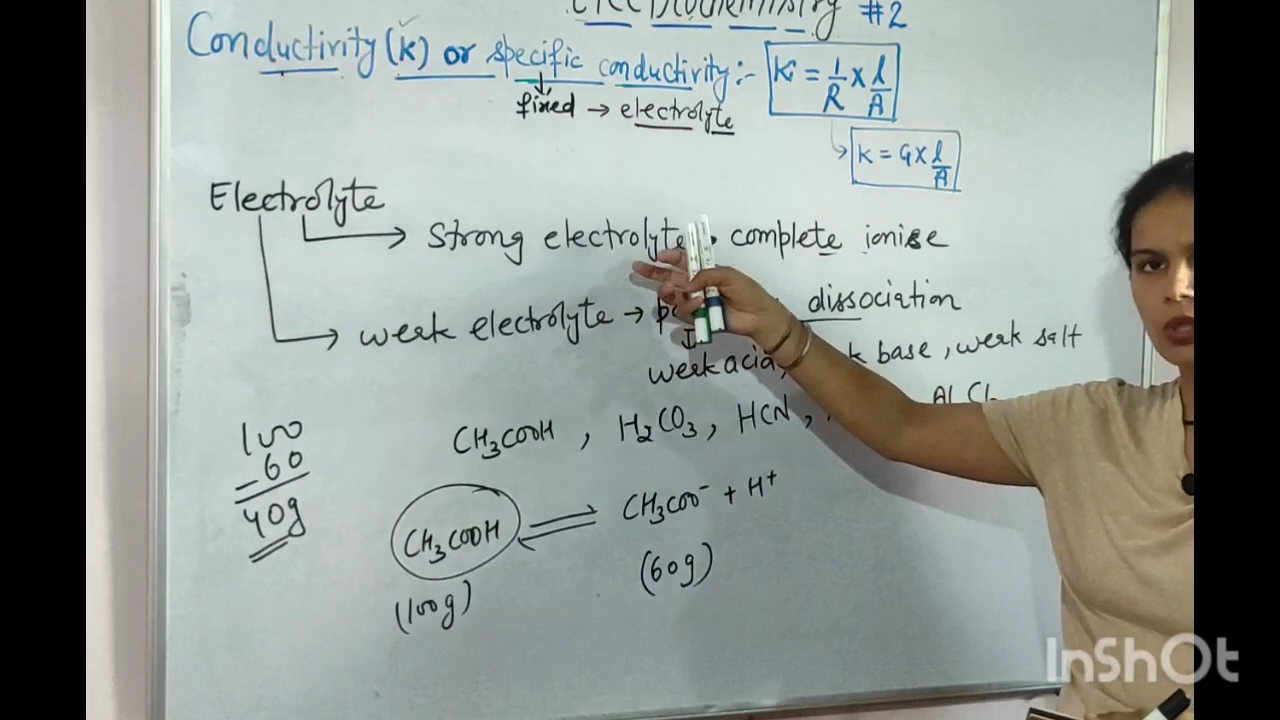 Electrochemistry #2
Conductivity (K) or specific conductivity:- K = 1/R × l/A
fixed → electrolyte
K = G × l/A
Electrolyte
Strong electrolyte complete ionise
weak electrolyte → dissociation
weak acid, base, weak salt
CH₃COOH, H₂CO₃, HCN,
100
-60
40g
CH₃COOH ⇌ CH₃COO⁻ + H⁺
(100g) (60g)
InShOt